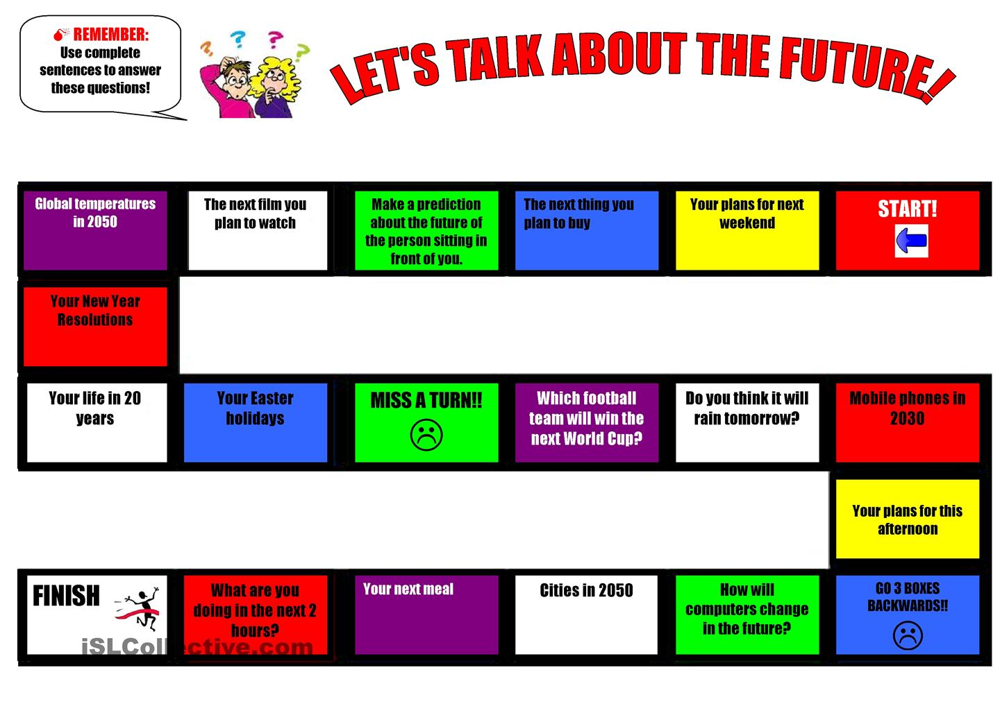 REMEMBER:
Use complete
sentences to answer
these questions!
? ? ? ?
LET'S TALK ABOUT THE FUTURE!
Global temperatures
in 2050
The next film you
plan to watch
Make a prediction
about the future of
the person sitting in
front of you.
The next thing you
plan to buy
Your plans for next
weekend
START!
Your New Year
Resolutions
Your life in 20
years
Your Easter
holidays
MISS A TURN!!
Which football
team will win the
next World Cup?
Do you think it will
rain tomorrow?
Mobile phones in
2030
Your plans for this
afternoon
FINISH
What are you
doing in the next 2
hours?
Your next meal
Cities in 2050
How will
computers change
in the future?
GO 3 BOXES
BACKWARDS!!
iSLCollective.com